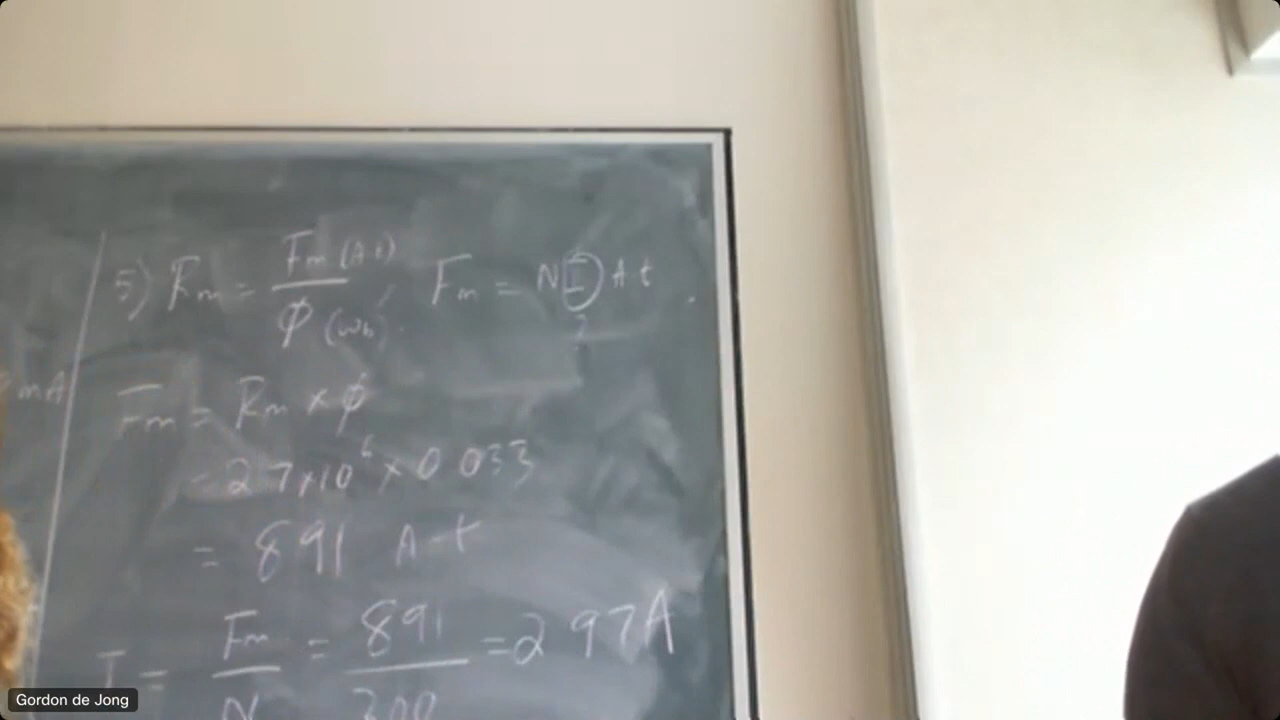 5) Rm = Fm (At) / ϕ (Wb) Fm = N I At
?
mA
Fm = Rm × ϕ
= 27×10⁶ × 0.033
= 891 A-t
I = Fm / N = 891 / 300 = 2.97A
Gordon de Jong